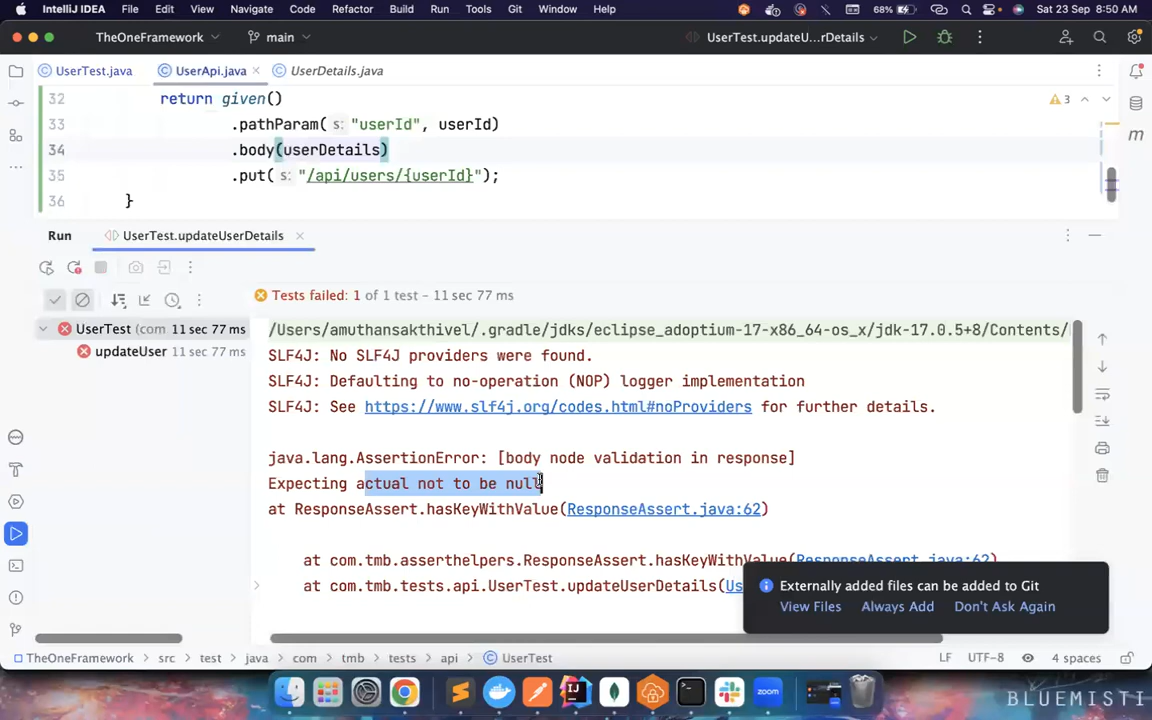 IntelliJ IDEA File Edit View Navigate Code Refactor Build Run Tools Git Window Help 68% Sat 23 Sep 8:50 AM
TheOneFramework main UserTest.updateU...rDetails
UserTest.java UserApi.java UserDetails.java
32 return given() 3
33 .pathParam( s: "userId", userId)
34 .body(userDetails)
35 .put( s: "/api/users/{userId}");
36 }
Run UserTest.updateUserDetails
Tests failed: 1 of 1 test – 11 sec 77 ms
UserTest (com 11 sec 77 ms
updateUser 11 sec 77 ms
/Users/amuthansakthivel/.gradle/jdks/eclipse_adoptium-17-x86_64-os_x/jdk-17.0.5+8/Contents/
SLF4J: No SLF4J providers were found.
SLF4J: Defaulting to no-operation (NOP) logger implementation
SLF4J: See https://www.slf4j.org/codes.html#noProviders for further details.
java.lang.AssertionError: [body node validation in response]
Expecting actual not to be null
at ResponseAssert.hasKeyWithValue(ResponseAssert.java:62)
at com.tmb.asserthelpers.ResponseAssert.hasKeyWithValue(ResponseAssert.java:62)
at com.tmb.tests.api.UserTest.updateUserDetails(Us
Externally added files can be added to Git
View Files Always Add Don't Ask Again
TheOneFramework src test java com tmb tests api UserTest LF UTF-8 4 spaces
zoom
BLUEMISTI